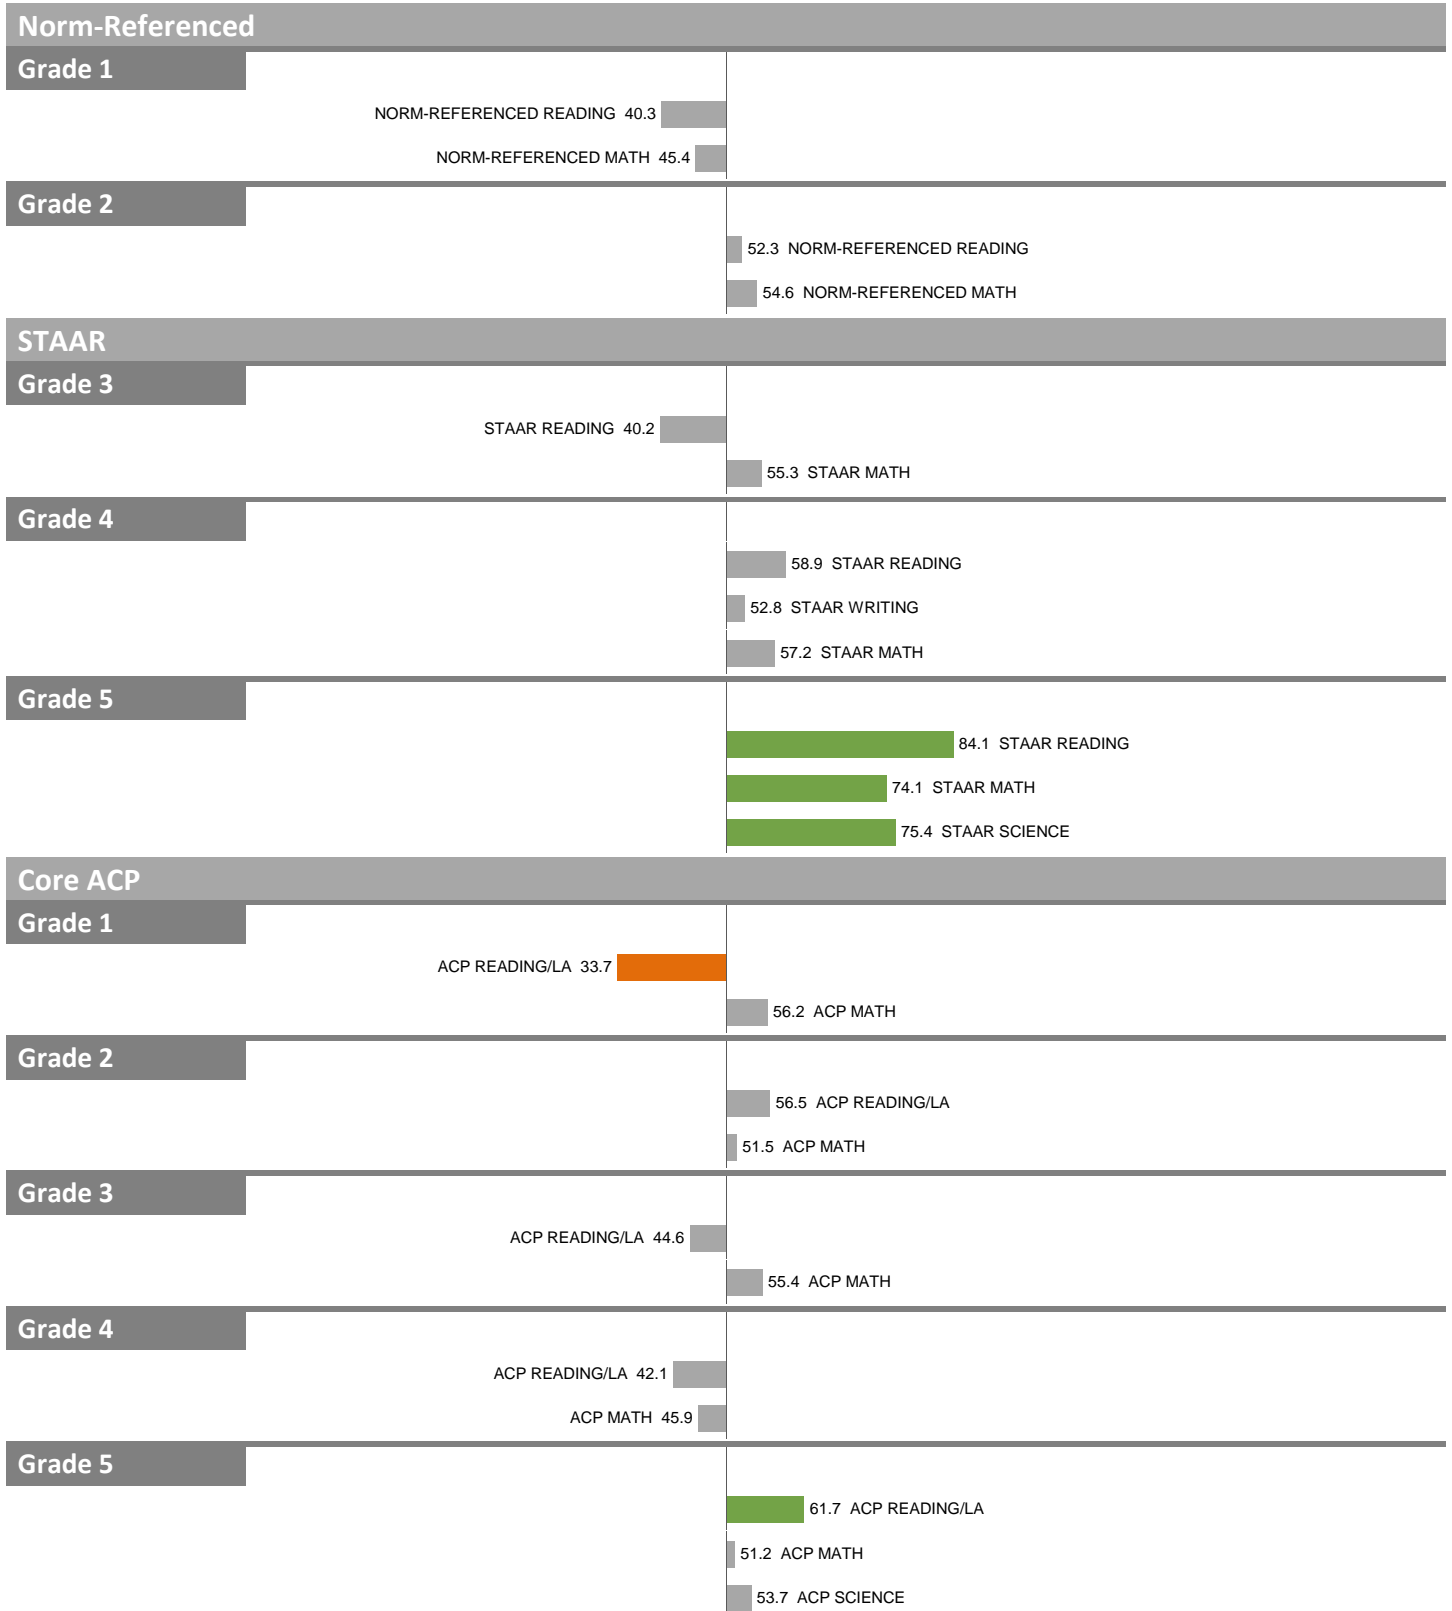 Norm-Referenced
Grade 1
NORM-REFERENCED READING 40.3
NORM-REFERENCED MATH 45.4
Grade 2
52.3 NORM-REFERENCED READING
54.6 NORM-REFERENCED MATH
STAAR
Grade 3
STAAR READING 40.2
55.3 STAAR MATH
Grade 4
58.9 STAAR READING
52.8 STAAR WRITING
57.2 STAAR MATH
Grade 5
84.1 STAAR READING
74.1 STAAR MATH
75.4 STAAR SCIENCE
Core ACP
Grade 1
ACP READING/LA 33.7
56.2 ACP MATH
Grade 2
56.5 ACP READING/LA
51.5 ACP MATH
Grade 3
ACP READING/LA 44.6
55.4 ACP MATH
Grade 4
ACP READING/LA 42.1
ACP MATH 45.9
Grade 5
61.7 ACP READING/LA
51.2 ACP MATH
53.7 ACP SCIENCE